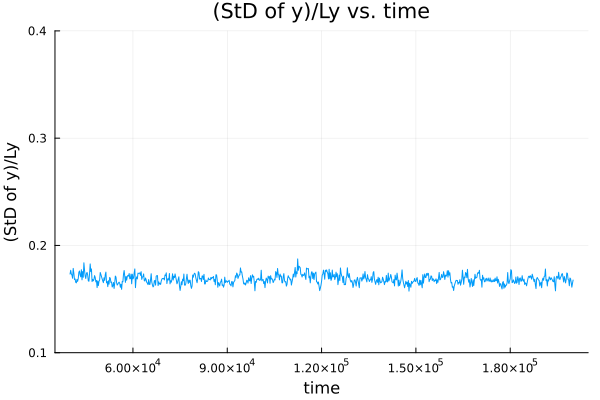 (StD of y)/Ly vs. time
0.4
0.3
0.2
0.1
(StD of y)/Ly
6.00×10⁴ 9.00×10⁴ 1.20×10⁵ 1.50×10⁵ 1.80×10⁵
time